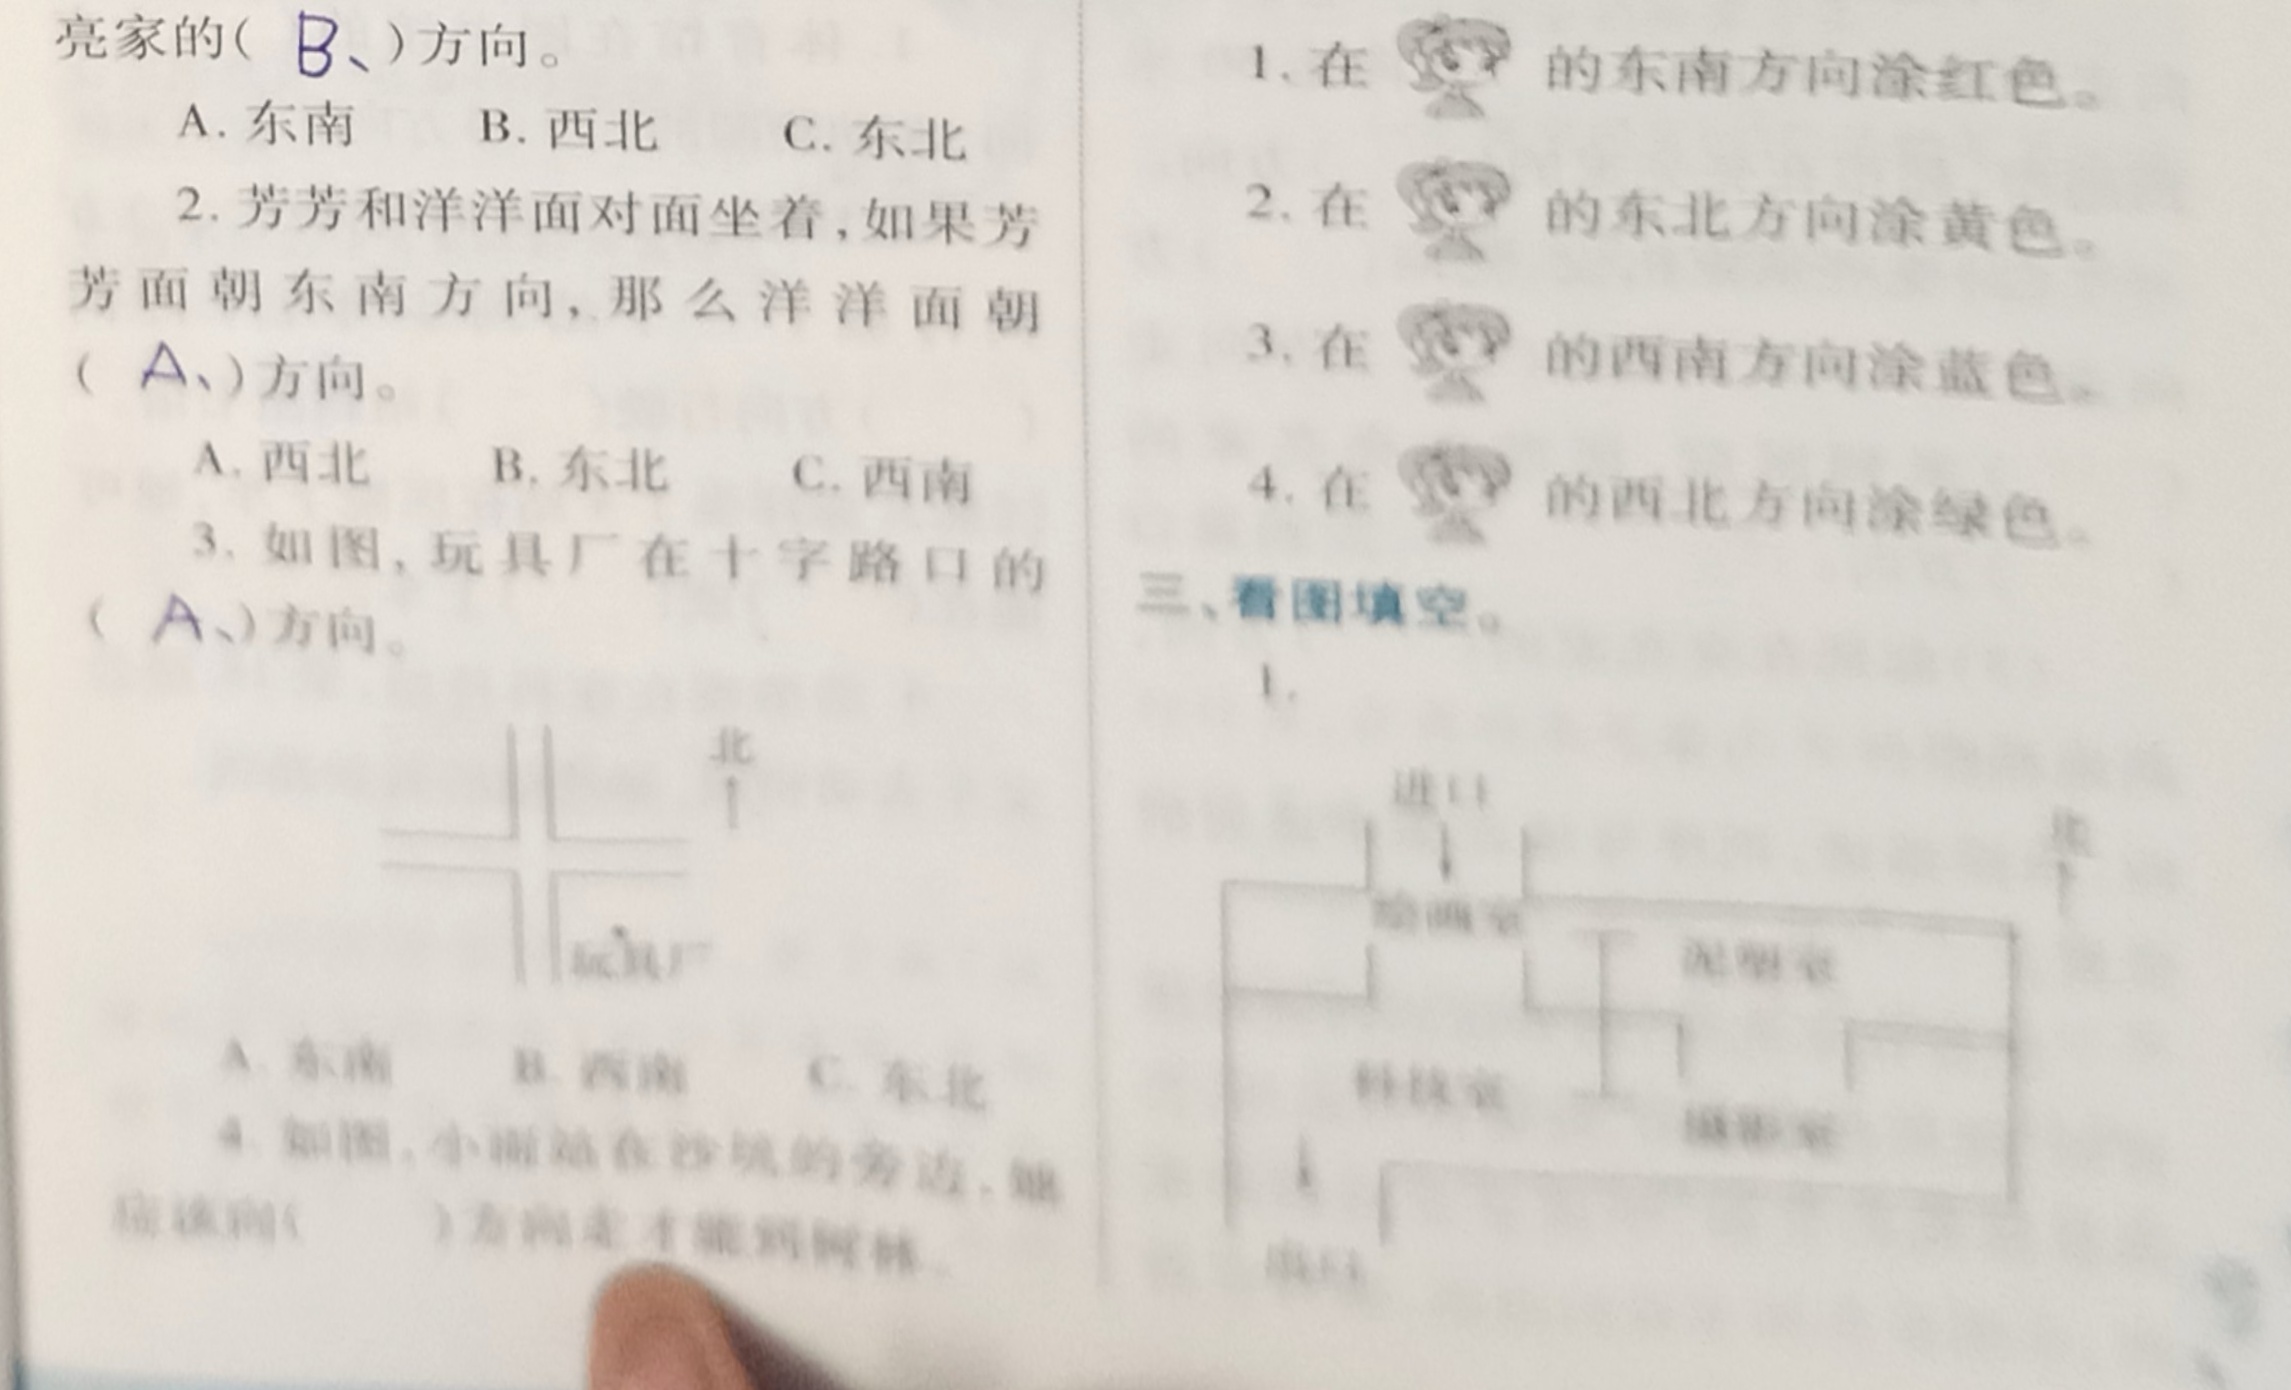 亮家的( B、)方向。
A. 东南 B. 西北 C. 东北
2. 芳芳和洋洋面对面坐着,如果芳
芳面朝东南方向,那么洋洋面朝
( A、)方向。
A. 西北 B. 东北 C. 西南
3. 如图,玩具厂在十字路口的
( A、)方向。
北
玩具厂
A. 东南 B. 西南 C. 东北
4. 如图,小丽站在沙坑的旁边,她
应该向( )方向走才能到树林。
1. 在 的东南方向涂红色。
2. 在 的东北方向涂黄色。
3. 在 的西南方向涂蓝色。
4. 在 的西北方向涂绿色。
三、看图填空。
1.
进口
北
绘画室
泥塑室
科技室
摄影室
出口